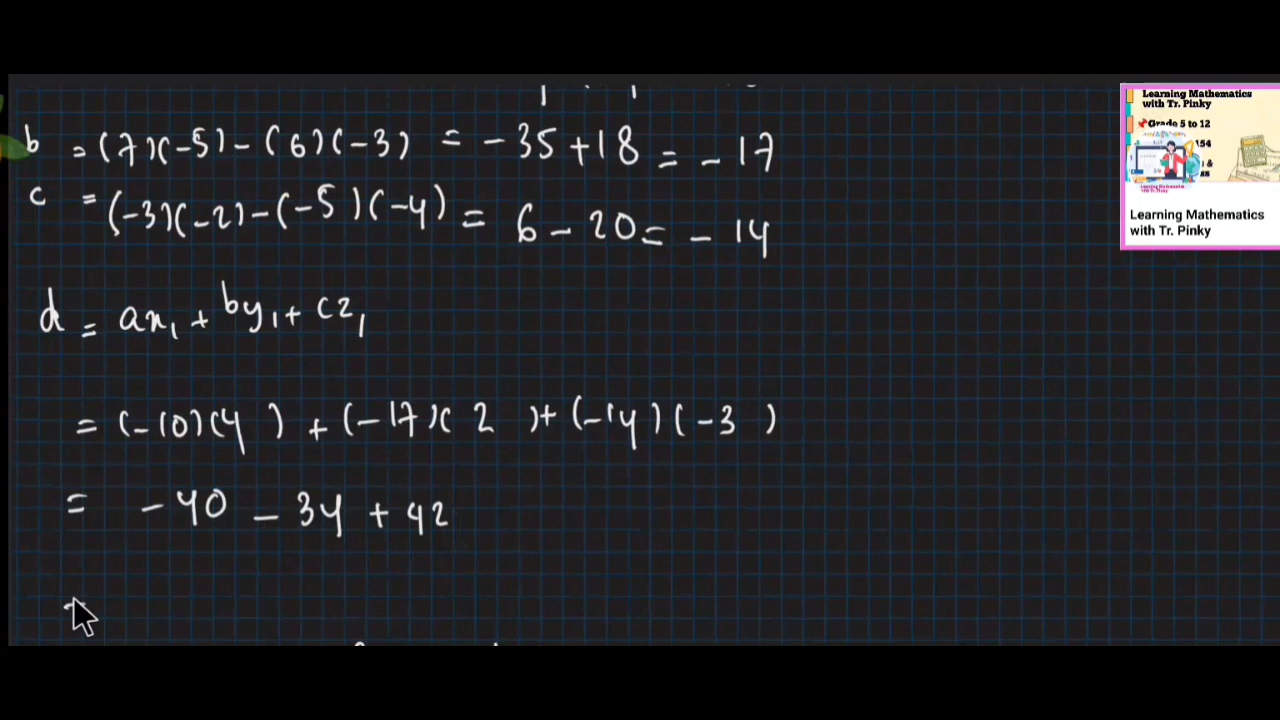 b = (7)(-5) - (6)(-3) = -35 + 18 = -17
c = (-3)(-2) - (-5)(-4) = 6 - 20 = -14
d = ax₁ + by₁ + cz₁
= (-10)(4) + (-17)(2) + (-14)(-3)
= -40 - 34 + 42
Learning Mathematics
with Tr. Pinky
Grade 5 to 12
154
Learning Mathematics
with Tr. Pinky